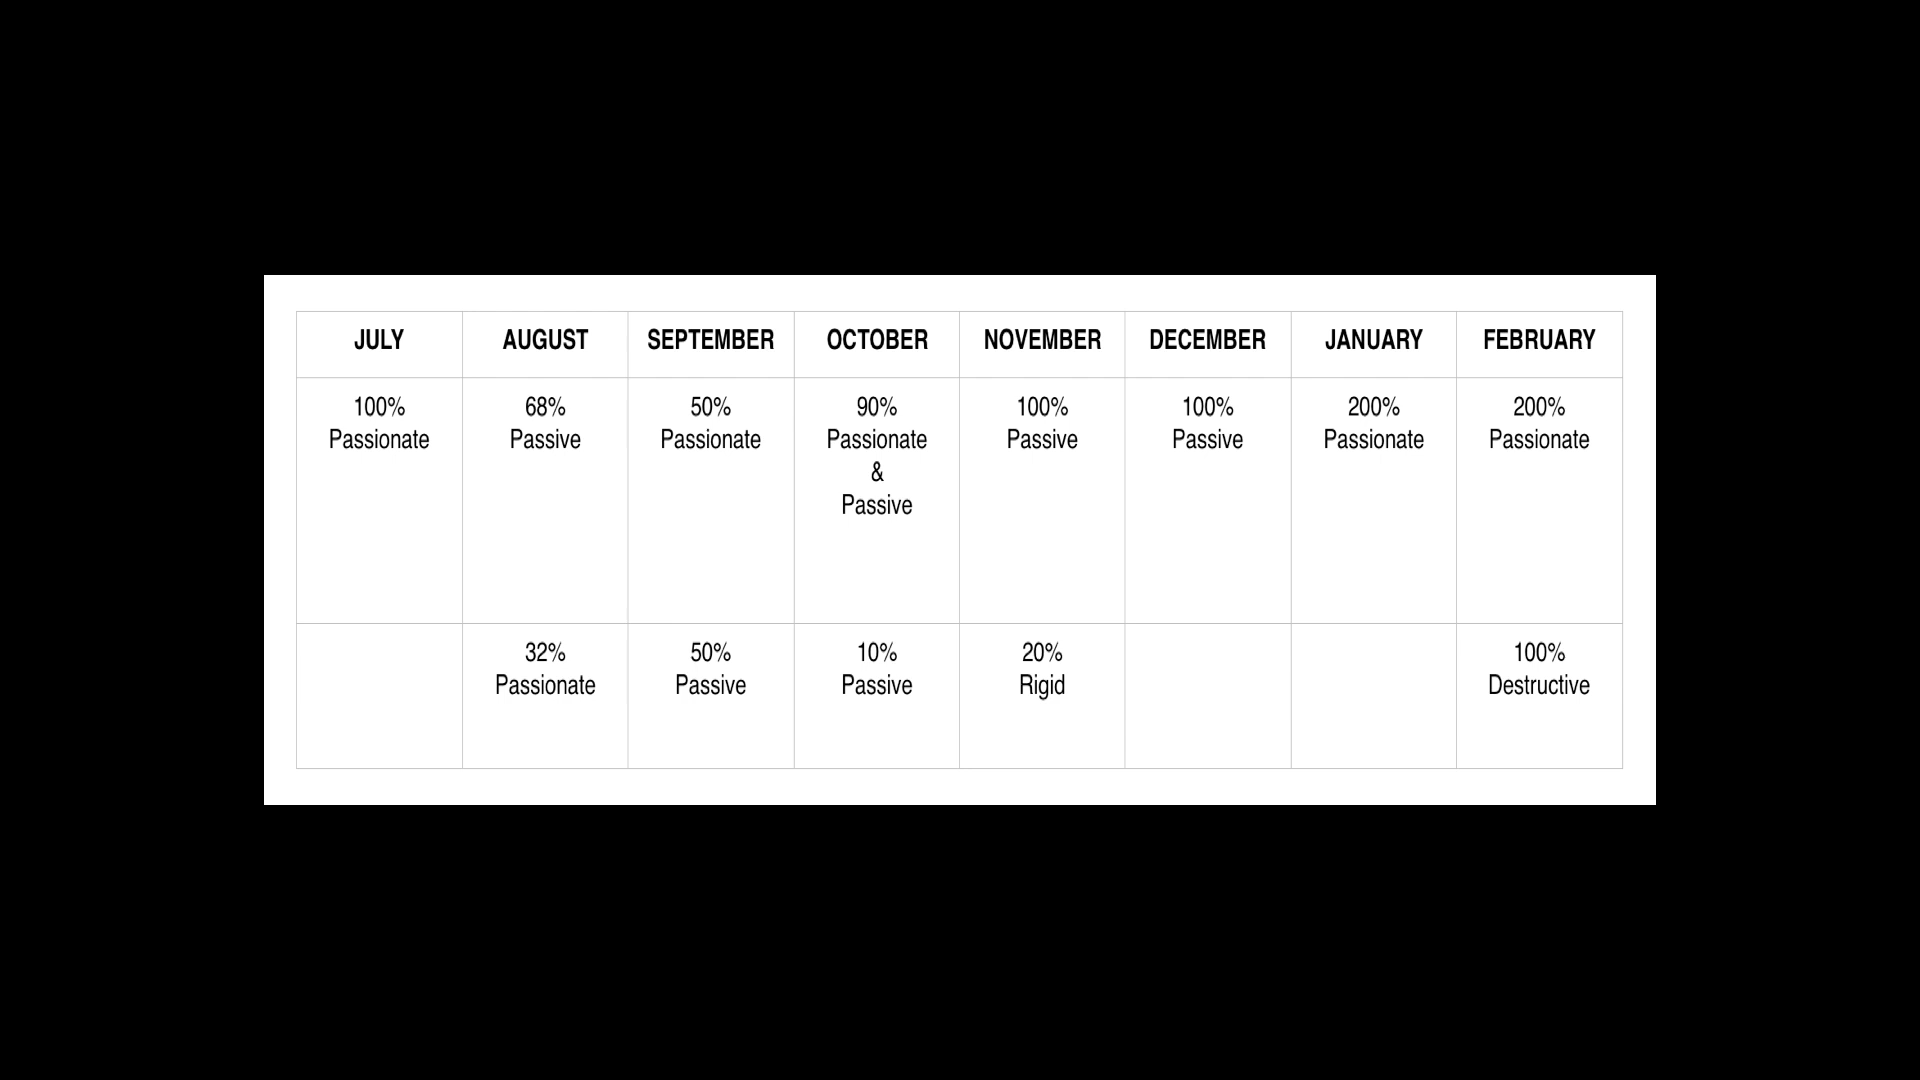 JULY AUGUST SEPTEMBER OCTOBER NOVEMBER DECEMBER JANUARY FEBRUARY
100% 68% 50% 90% 100% 100% 200% 200%
Passionate Passive Passionate Passionate Passive Passive Passionate Passionate
&
Passive
32% 50% 10% 20% 100%
Passionate Passive Passive Rigid Destructive